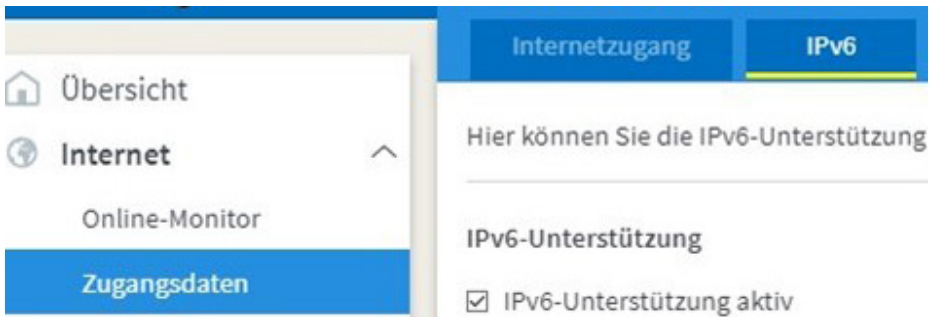 Übersicht
Internet
Online-Monitor
Zugangsdaten
Internetzugang
IPv6
Hier können Sie die IPv6-Unterstützung
IPv6-Unterstützung
IPv6-Unterstützung aktiv